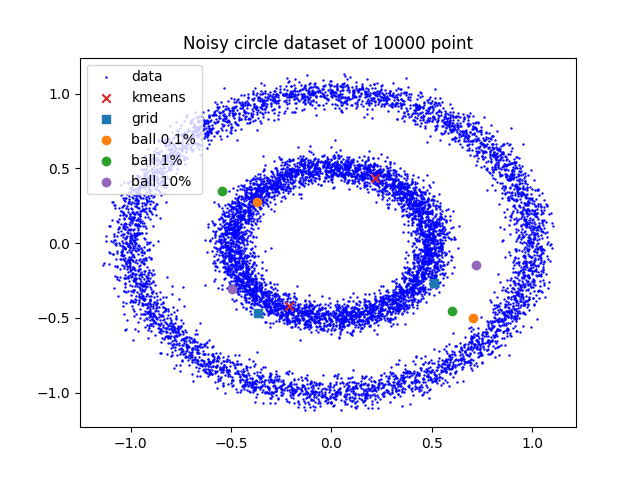 Noisy circle dataset of 10000 point
data
kmeans
grid
ball 0.1%
ball 1%
ball 10%
1.0
0.5
0.0
−0.5
−1.0
−1.0
−0.5
0.0
0.5
1.0